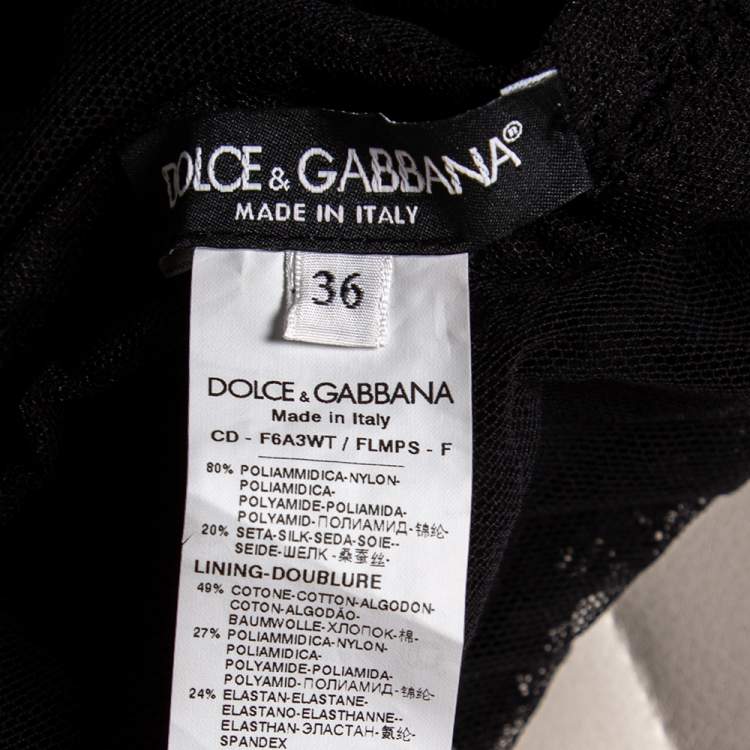 DOLCE & GABBANA®
MADE IN ITALY
36
DOLCE & GABBANA
Made in Italy
CD - F6A3WT / FLMPS - F
80% POLIAMMIDICA-NYLON-
POLIAMIDICA-
POLYAMIDE-POLIAMIDA-
POLYAMID-ПОЛИАМИД-锦纶-
20% SETA-SILK-SEDA-SOIE--
SEIDE-ШЕЛК-桑蚕丝-
LINING-DOUBLURE
49% COTONE-COTTON-ALGODON-
COTON-ALGODÃO-
BAUMWOLLE-ХЛОПОК-棉-
27% POLIAMMIDICA-NYLON-
POLIAMIDICA-
POLYAMIDE-POLIAMIDA-
POLYAMID-ПОЛИАМИД-锦纶-
24% ELASTAN-ELASTANE-
ELASTANO-ELASTHANNE--
ELASTHAN-ЭЛАСТАН-氨纶-
SPANDEX